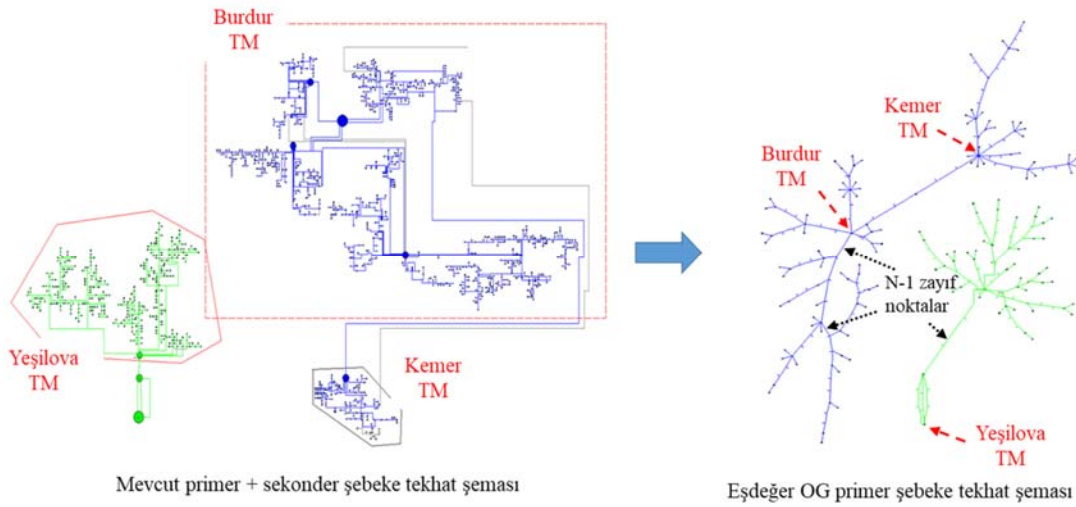 Burdur
TM
Yeşilova
TM
Kemer
TM
Mevcut primer + sekonder şebeke tekhat şeması
Kemer
TM
Burdur
TM
N-1 zayıf
noktalar
Yeşilova
TM
Eşdeğer OG primer şebeke tekhat şeması